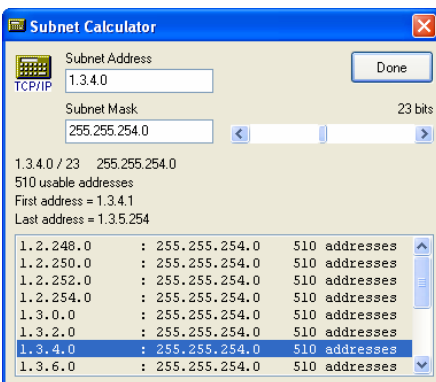 Subnet Calculator
Subnet Address
Done
TCP/IP
1.3.4.0
Subnet Mask
23 bits
255.255.254.0
1.3.4.0 / 23 255.255.254.0
510 usable addresses
First address = 1.3.4.1
Last address = 1.3.5.254
1.2.248.0 : 255.255.254.0 510 addresses
1.2.250.0 : 255.255.254.0 510 addresses
1.2.252.0 : 255.255.254.0 510 addresses
1.2.254.0 : 255.255.254.0 510 addresses
1.3.0.0 : 255.255.254.0 510 addresses
1.3.2.0 : 255.255.254.0 510 addresses
1.3.4.0 : 255.255.254.0 510 addresses
1.3.6.0 : 255.255.254.0 510 addresses